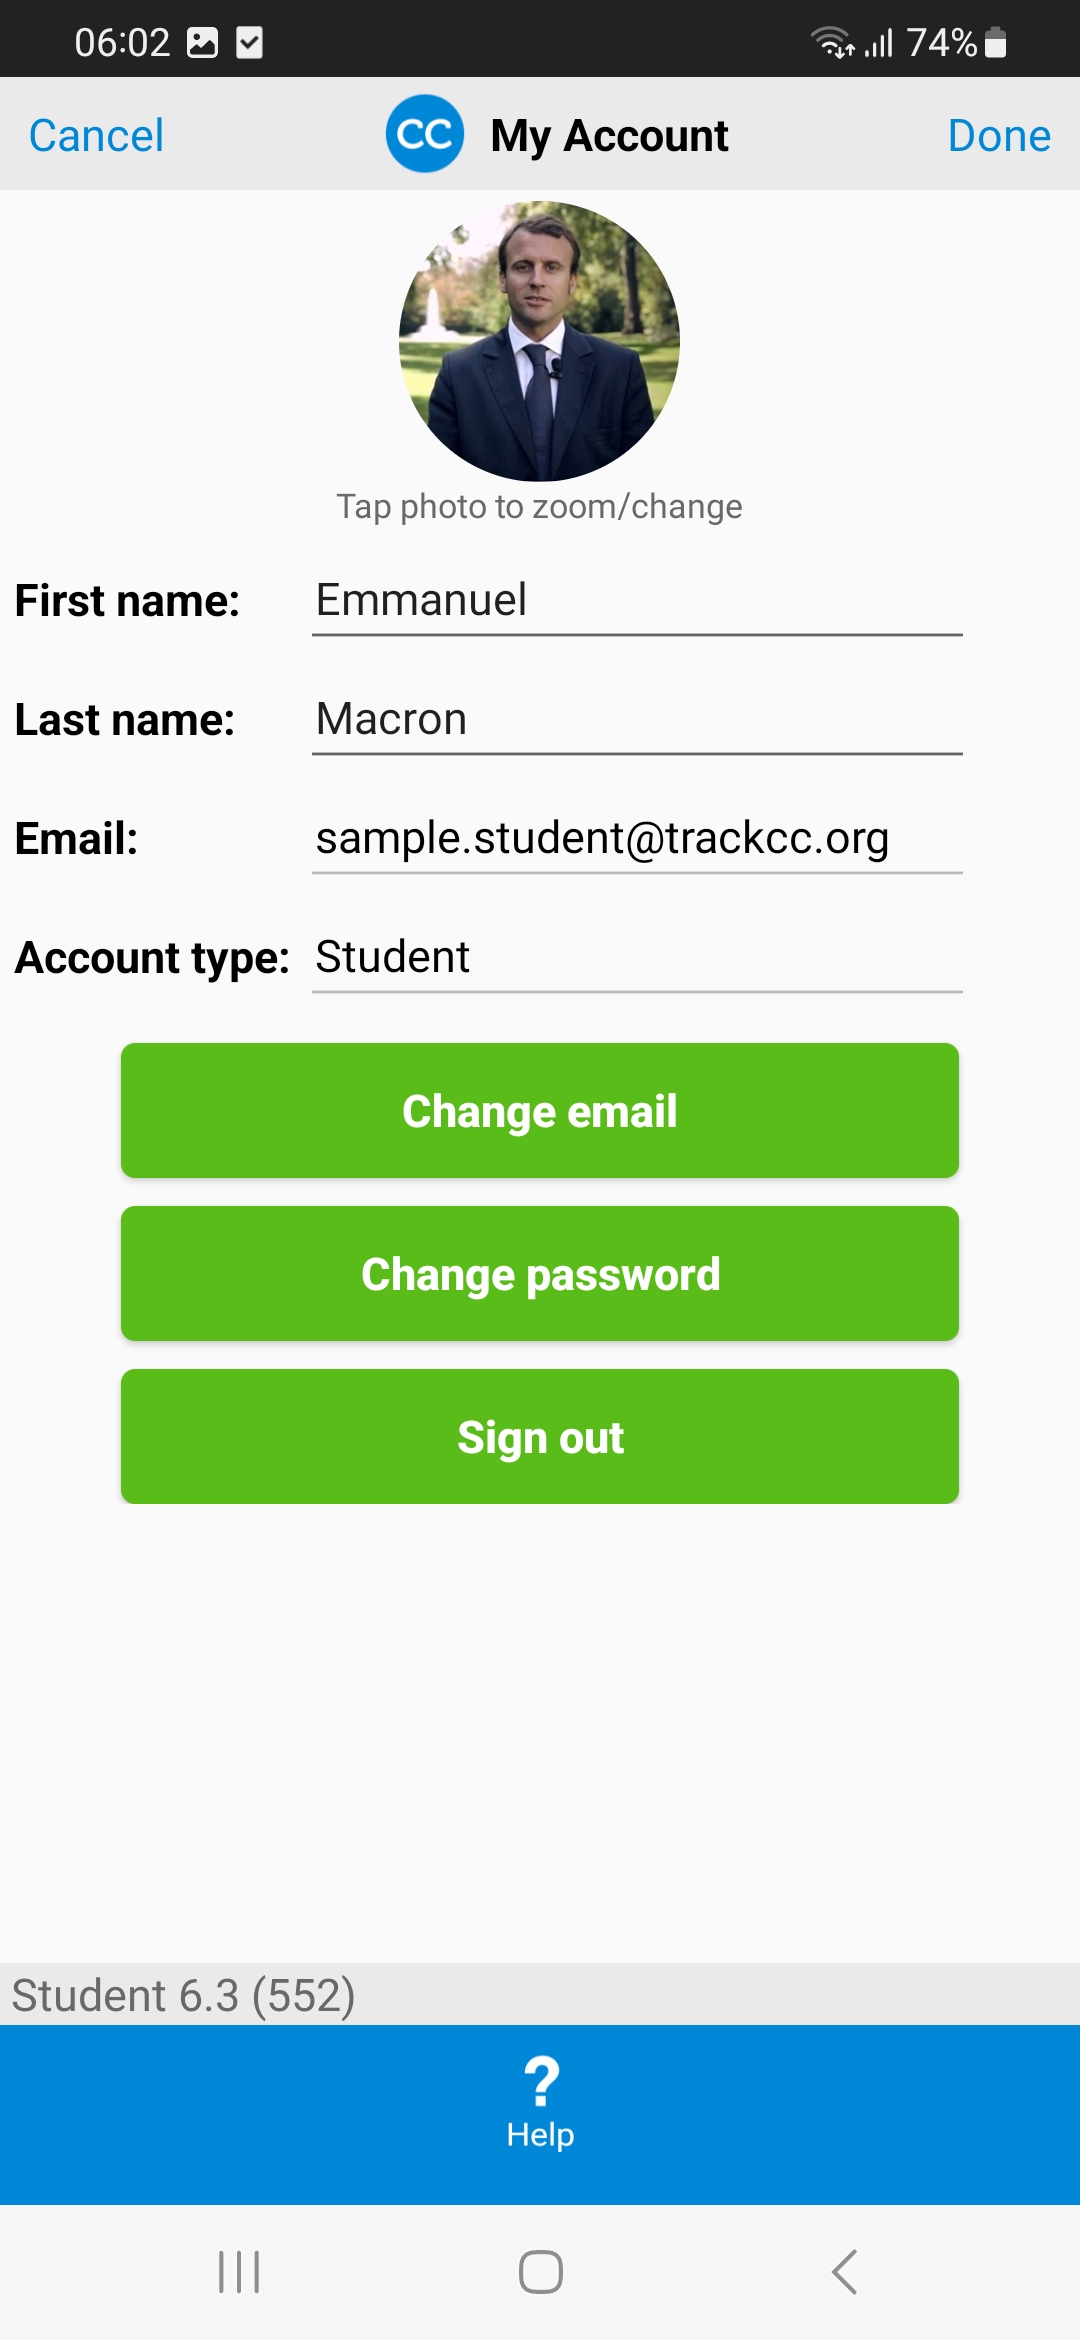 06:02 74%
Cancel CC My Account Done
Tap photo to zoom/change
First name: Emmanuel
Last name: Macron
Email: sample.student@trackcc.org
Account type: Student
Change email
Change password
Sign out
Student 6.3 (552)
?
Help